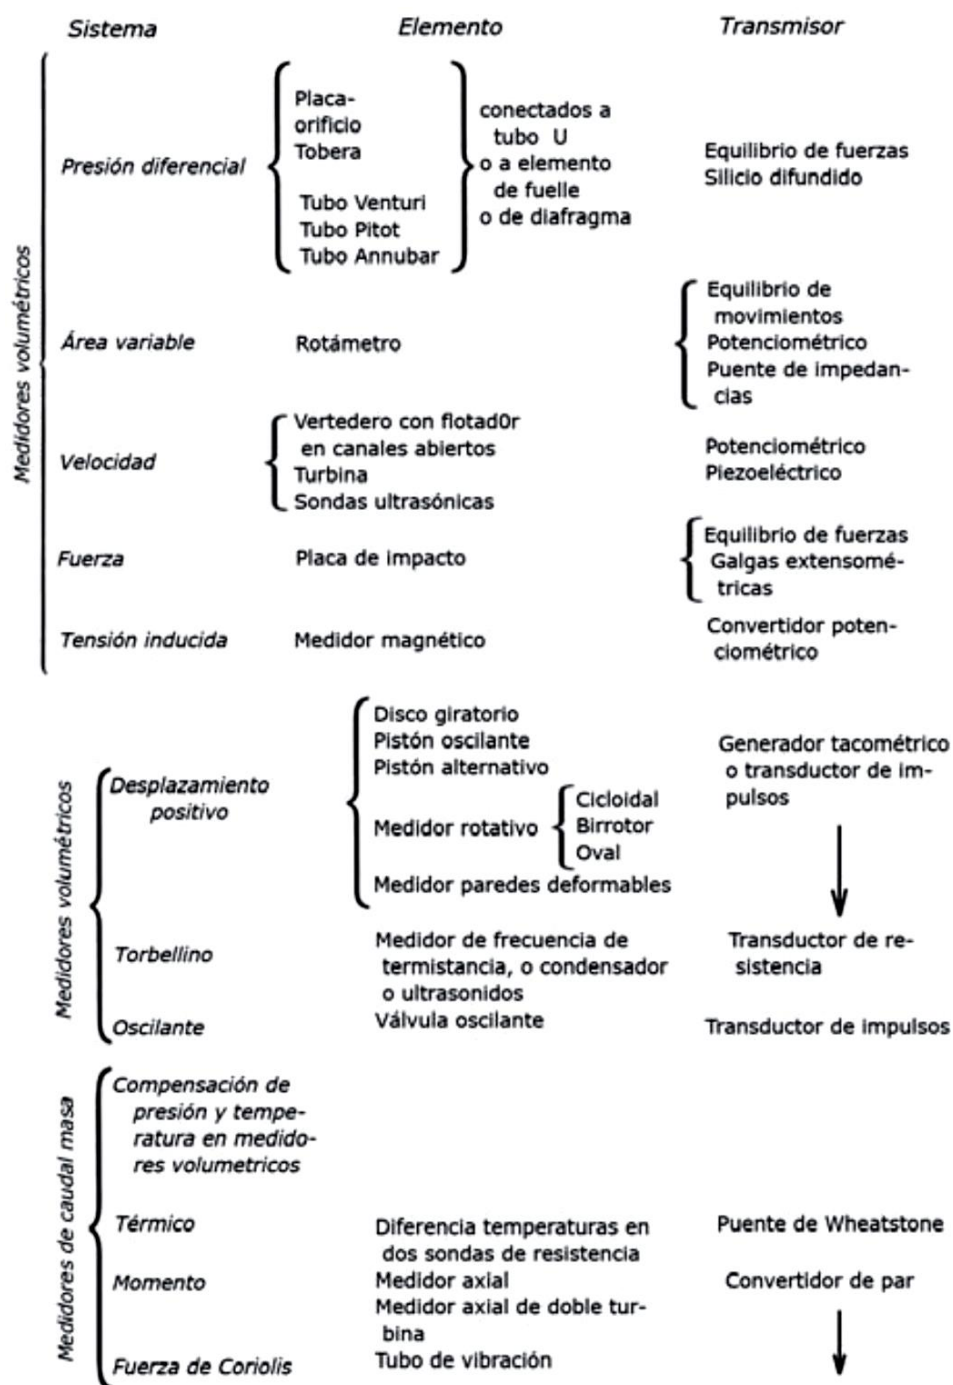 Sistema Elemento Transmisor
Medidores volumétricos
Presión diferencial
Placa-
orificio
Tobera
Tubo Venturi
Tubo Pitot
Tubo Annubar
conectados a
tubo U
o a elemento
de fuelle
o de diafragma
Equilibrio de fuerzas
Silicio difundido
Área variable
Rotámetro
Equilibrio de
movimientos
Potenciométrico
Puente de impedan-
cias
Velocidad
Vertedero con flotad0r
en canales abiertos
Turbina
Sondas ultrasónicas
Potenciométrico
Piezoeléctrico
Fuerza
Placa de impacto
Equilibrio de fuerzas
Galgas extensomé-
tricas
Tensión inducida
Medidor magnético
Convertidor poten-
ciométrico
Medidores volumétricos
Desplazamiento
positivo
Disco giratorio
Pistón oscilante
Pistón alternativo
Medidor rotativo
Cicloidal
Birrotor
Oval
Medidor paredes deformables
Generador tacométrico
o transductor de im-
pulsos
Torbellino
Medidor de frecuencia de
termistancia, o condensador
o ultrasonidos
Transductor de re-
sistencia
Oscilante
Válvula oscilante
Transductor de impulsos
Medidores de caudal masa
Compensación de
presión y tempe-
ratura en medido-
res volumetricos
Térmico
Diferencia temperaturas en
dos sondas de resistencia
Puente de Wheatstone
Momento
Medidor axial
Medidor axial de doble tur-
bina
Convertidor de par
Fuerza de Coriolis
Tubo de vibración